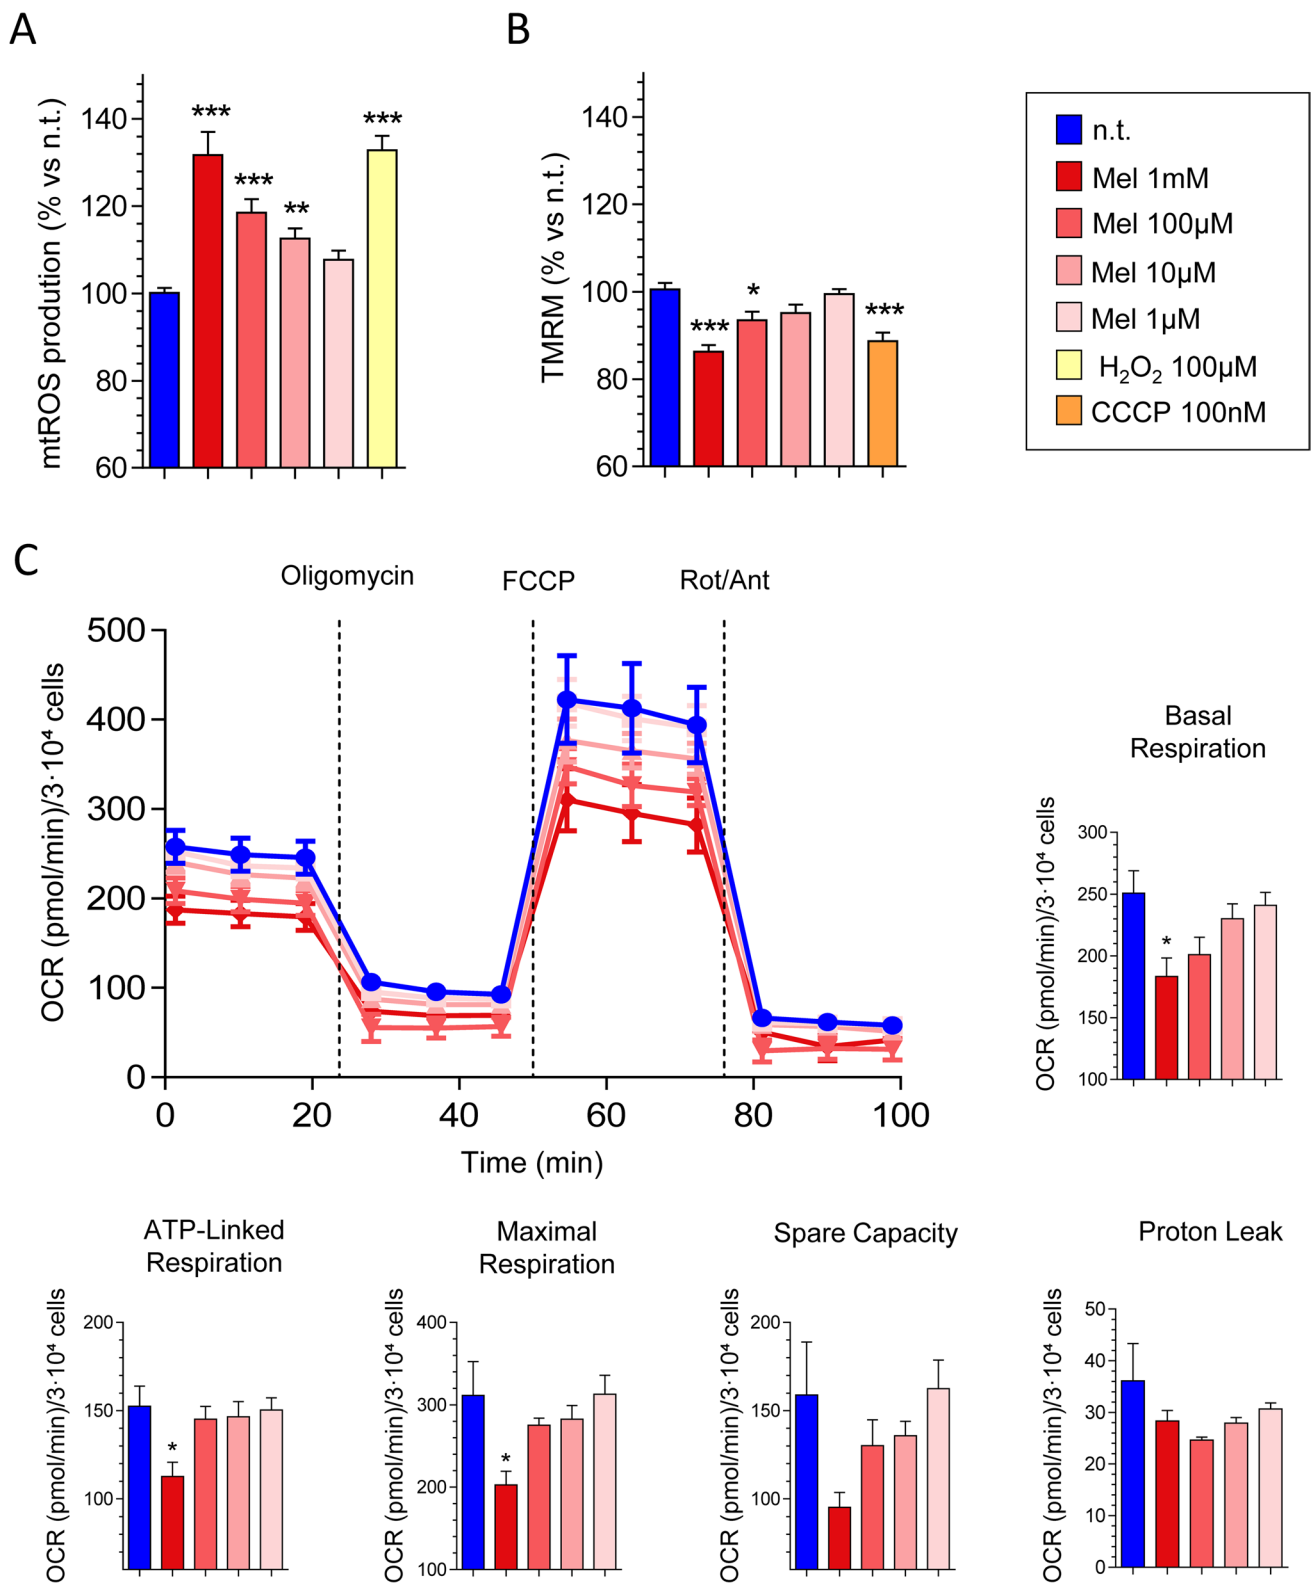 A
B
mtROS prodution (% vs n.t.)
140
120
100
80
60
***
***
**
***
TMRM (% vs n.t.)
140
120
100
80
60
***
*
***
n.t.
Mel 1mM
Mel 100µM
Mel 10µM
Mel 1µM
H₂O₂ 100µM
CCCP 100nM
C
Oligomycin
FCCP
Rot/Ant
OCR (pmol/min)/3·10⁴ cells
500
400
300
200
100
0
0
20
40
60
80
100
Time (min)
Basal
Respiration
OCR (pmol/min)/3·10⁴ cells
300
250
200
150
100
*
ATP-Linked
Respiration
OCR (pmol/min)/3·10⁴ cells
200
150
100
*
Maximal
Respiration
OCR (pmol/min)/3·10⁴ cells
400
300
200
100
*
Spare Capacity
OCR (pmol/min)/3·10⁴ cells
200
150
100
Proton Leak
OCR (pmol/min)/3·10⁴ cells
50
40
30
20
10
0